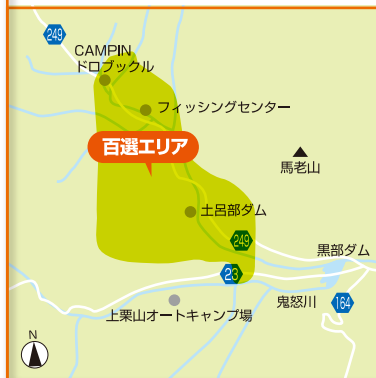 249
CAMPIN
ドロブックル
フィッシングセンター
百選エリア
馬老山
土呂部ダム
249
黒部ダム
23
鬼怒川
164
上栗山オートキャンプ場
N